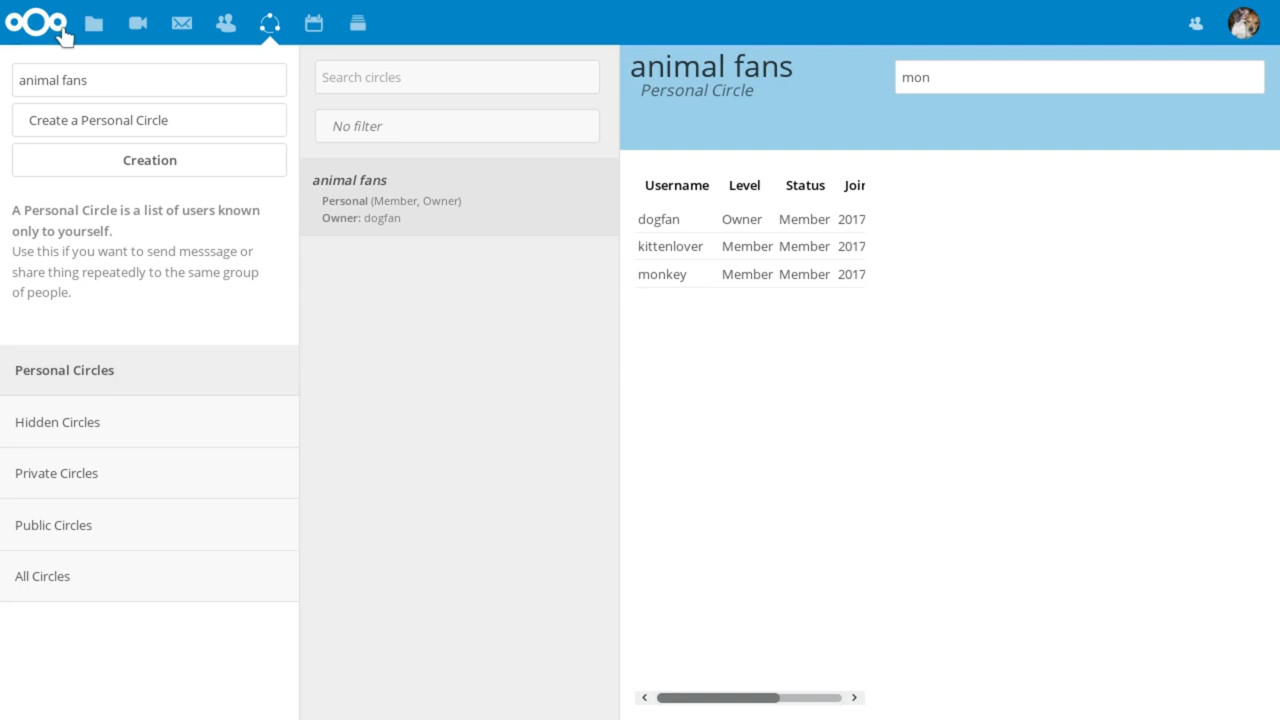 animal fans
Create a Personal Circle
Creation
A Personal Circle is a list of users known
only to yourself.
Use this if you want to send messsage or
share thing repeatedly to the same group
of people.
Personal Circles
Hidden Circles
Private Circles
Public Circles
All Circles
Search circles
No filter
animal fans
Personal (Member, Owner)
Owner: dogfan
animal fans
Personal Circle
mon
Username Level Status Join
dogfan Owner Member 2017
kittenlover Member Member 2017
monkey Member Member 2017